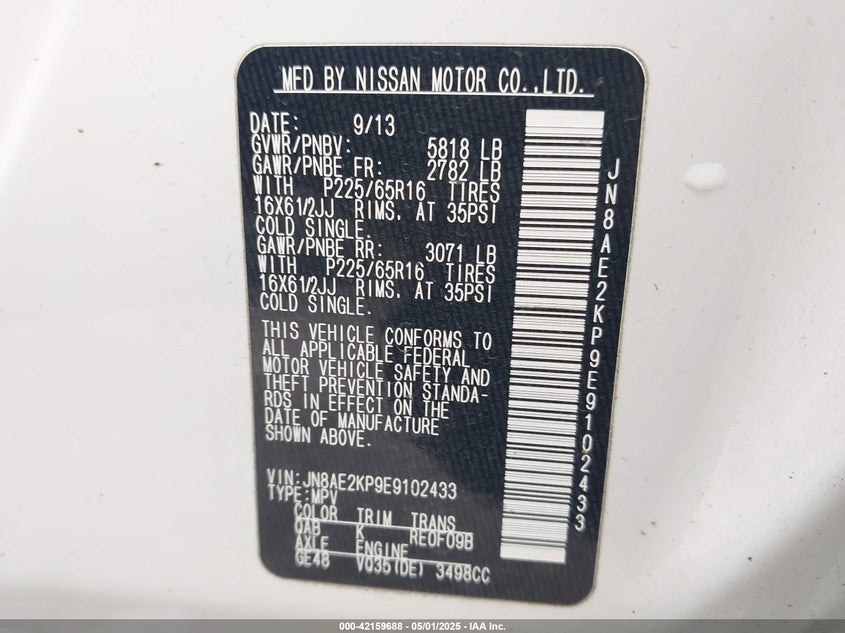 MFD BY NISSAN MOTOR CO.,LTD.
DATE: 9/13
GVWR/PNBV: 5818 LB
GAWR/PNBE FR: 2782 LB
WITH P225/65R16 TIRES
16X61/2JJ RIMS. AT 35PSI
COLD SINGLE.
GAWR/PNBE RR: 3071 LB
WITH P225/65R16 TIRES
16X61/2JJ RIMS. AT 35PSI
COLD SINGLE.
THIS VEHICLE CONFORMS TO
ALL APPLICABLE FEDERAL
MOTOR VEHICLE SAFETY AND
THEFT PREVENTION STANDA-
RDS IN EFFECT ON THE
DATE OF MANUFACTURE
SHOWN ABOVE.
VIN:JN8AE2KP9E9102433
TYPE:MPV
COLOR TRIM TRANS
QAB K RE0F09B
AXLE ENGINE
GE48 VQ35(DE) 3498CC
JN8AE2KP9E9102433
000-42159688 - 05/01/2025 - IAA Inc.